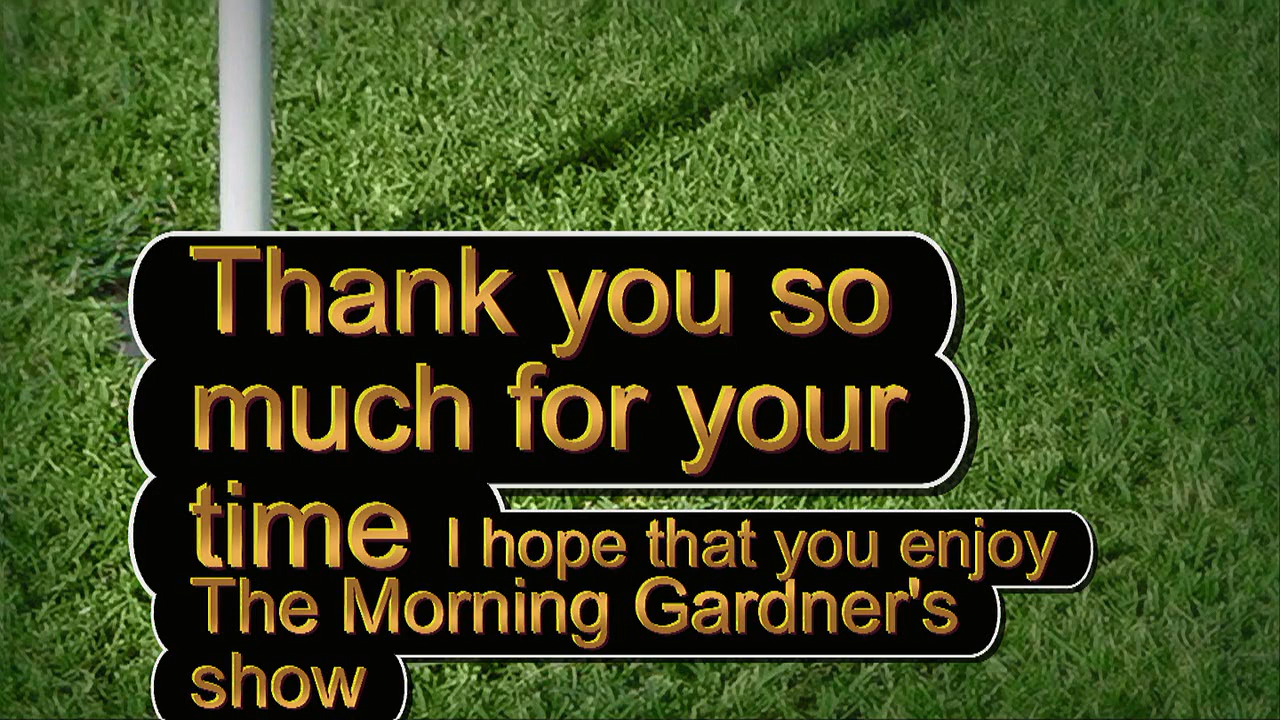 Thank you so
much for your
time I hope that you enjoy
The Morning Gardner's
show